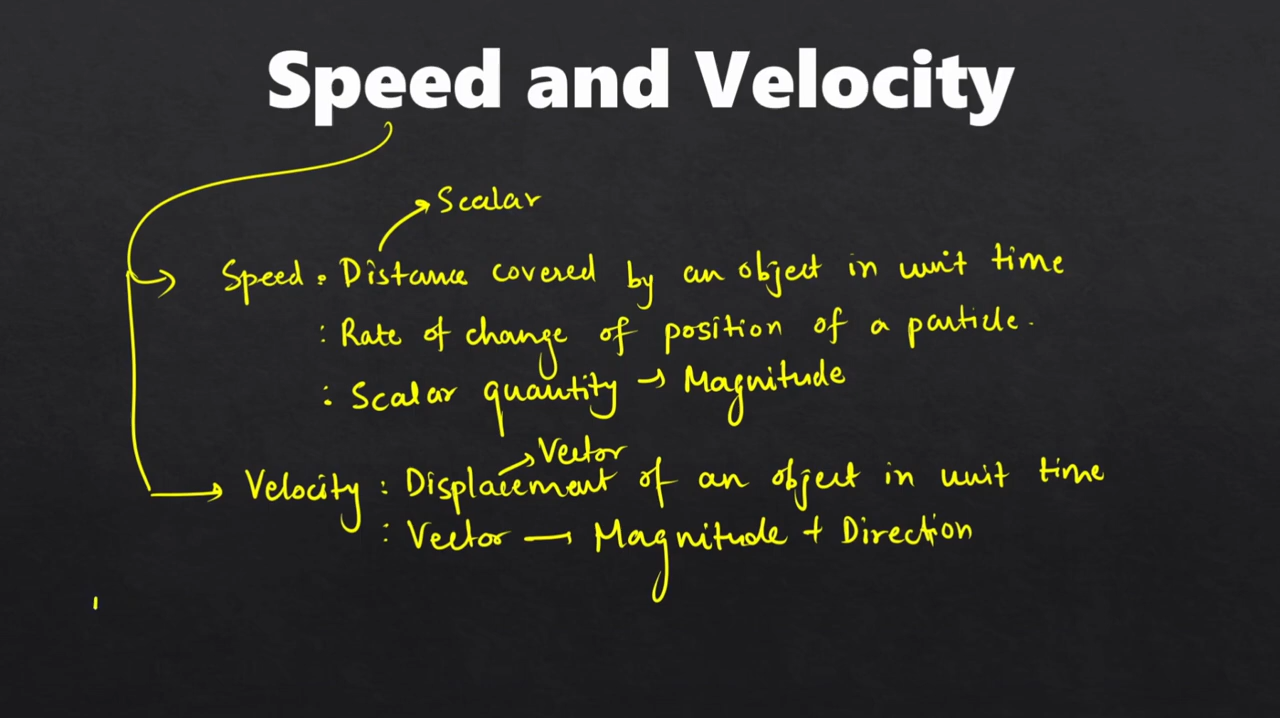 Speed and Velocity
Scalar
Speed : Distance covered by an object in unit time
: Rate of change of position of a particle.
: Scalar quantity → Magnitude
Vector
Velocity : Displacement of an object in unit time
: Vector → Magnitude + Direction